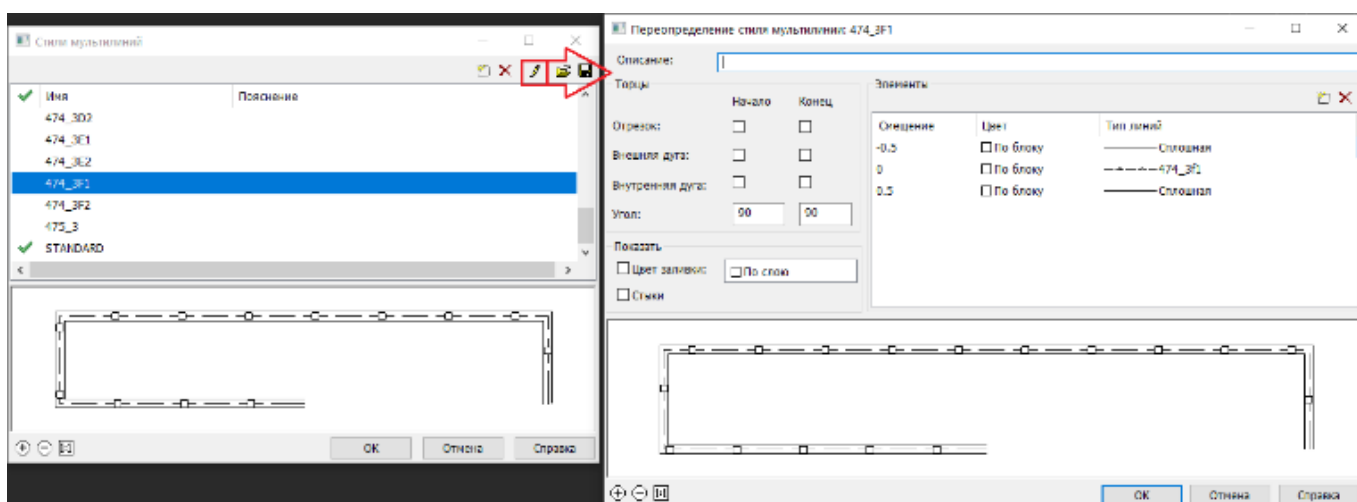 Стили мультилиний
Имя Пояснение
474_3D2
474_3E1
474_3E2
474_3F1
474_3F2
475_3
STANDARD
ОК Отмена Справка
Переопределение стиля мультилинии: 474_3F1
Описание:
Торцы
Начало Конец
Отрезок:
Внешняя дуга:
Внутренняя дуга:
Угол: 90 90
Показать
Цвет заливки: По слою
Стыки
Элементы
Смещение Цвет Тип линий
-0.5 По блоку Сплошная
0 По блоку 474_3f1
0.5 По блоку Сплошная
ОК Отмена Справка